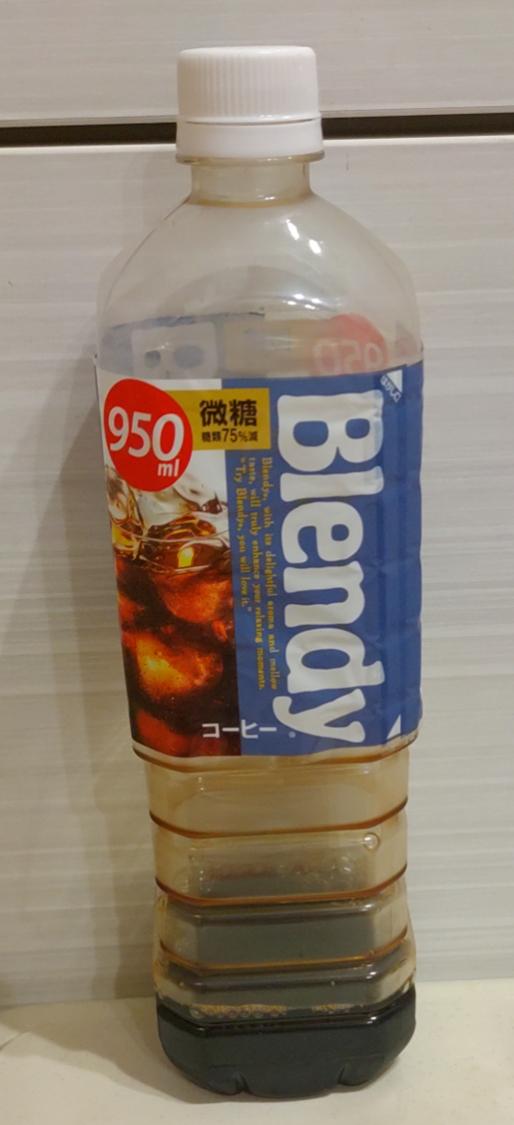 950
ml
微糖
糖類75%減
Blendy®
Blendy®, with its delightful aroma and mellow
taste, will truly enhance your relaxing moments.
"Try Blendy®, you will love it."
コーヒー
950